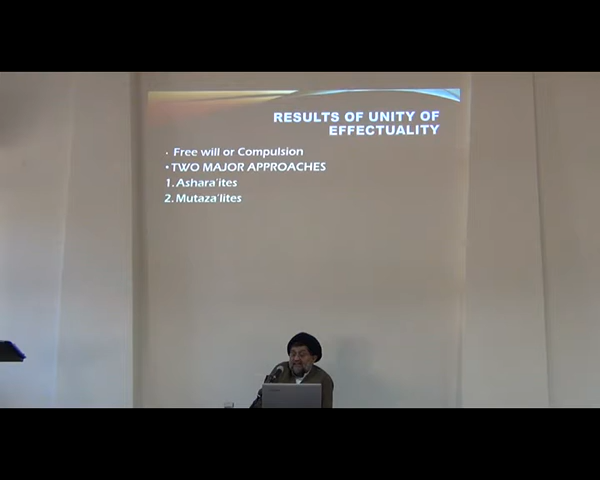 RESULTS OF UNITY OF
EFFECTUALITY
• Free will or Compulsion
• TWO MAJOR APPROACHES
1. Ashara'ites
2. Mutaza'lites